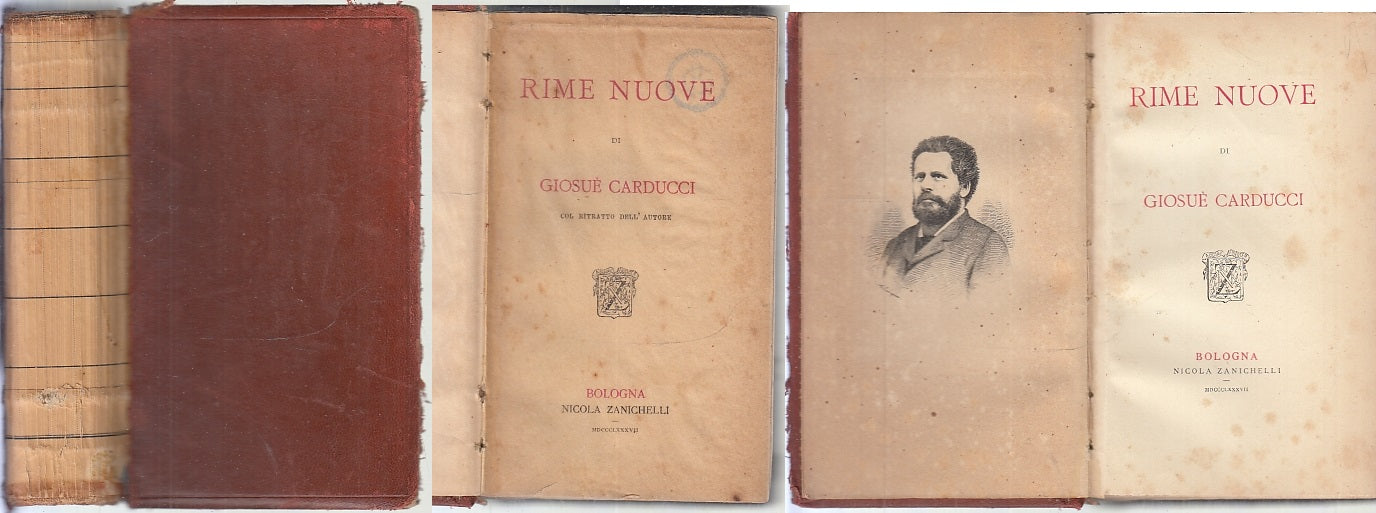 RIME NUOVE
DI
GIOSUÈ CARDUCCI
COL RITRATTO DELL' AUTORE
BOLOGNA
NICOLA ZANICHELLI
MDCCCLXXXVII
RIME NUOVE
DI
GIOSUÈ CARDUCCI
BOLOGNA
NICOLA ZANICHELLI
MDCCCLXXXVII